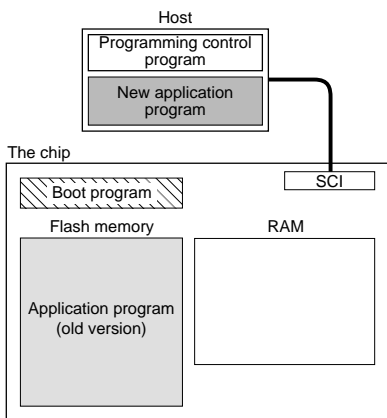 Host
Programming control
program
New application
program
The chip
SCI
Boot program
Flash memory
RAM
Application program
(old version)